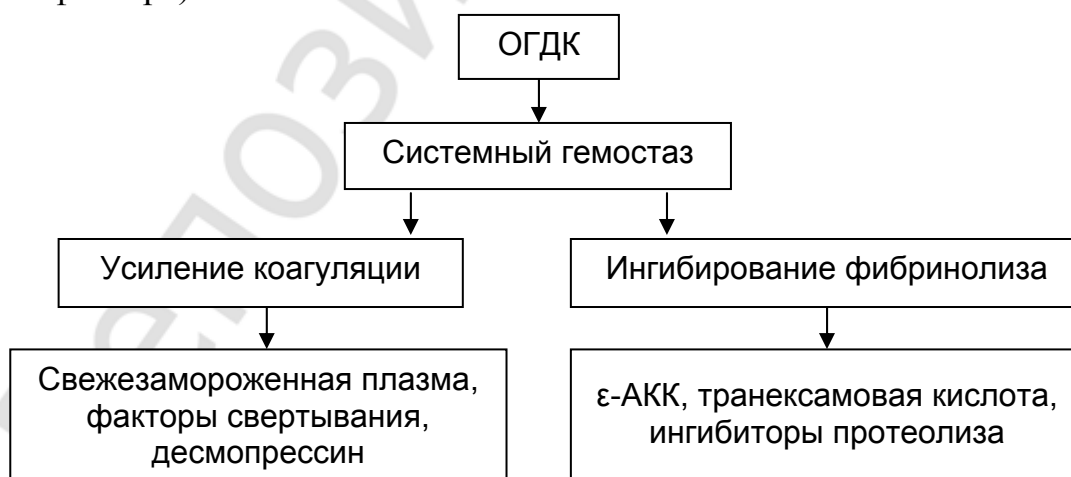 ОГДК
Системный гемостаз
Усиление коагуляции
Ингибирование фибринолиза
Свежезамороженная плазма,
факторы свертывания,
десмопрессин
ε-АКК, транексамовая кислота,
ингибиторы протеолиза